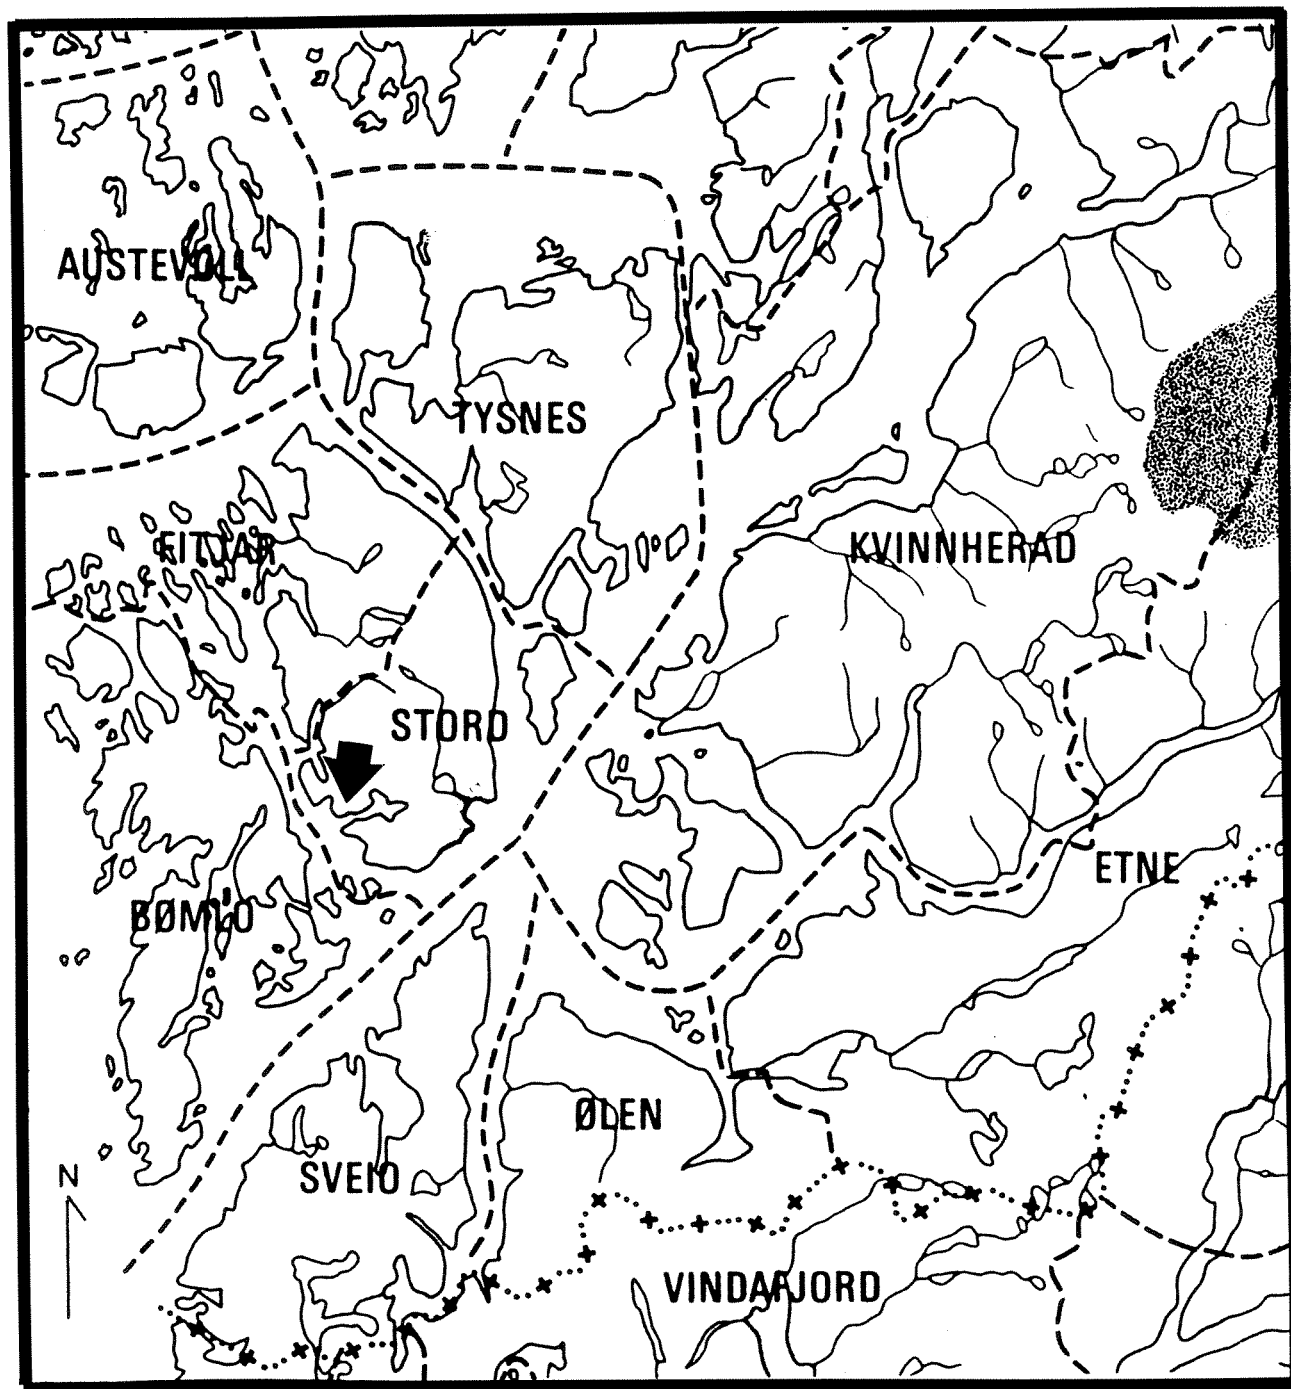 AUSTEVOLL
TYSNES
FITJAR
KVINNHERAD
STORD
ETNE
BØMLO
ØLEN
N
SVEIO
VINDAFJORD